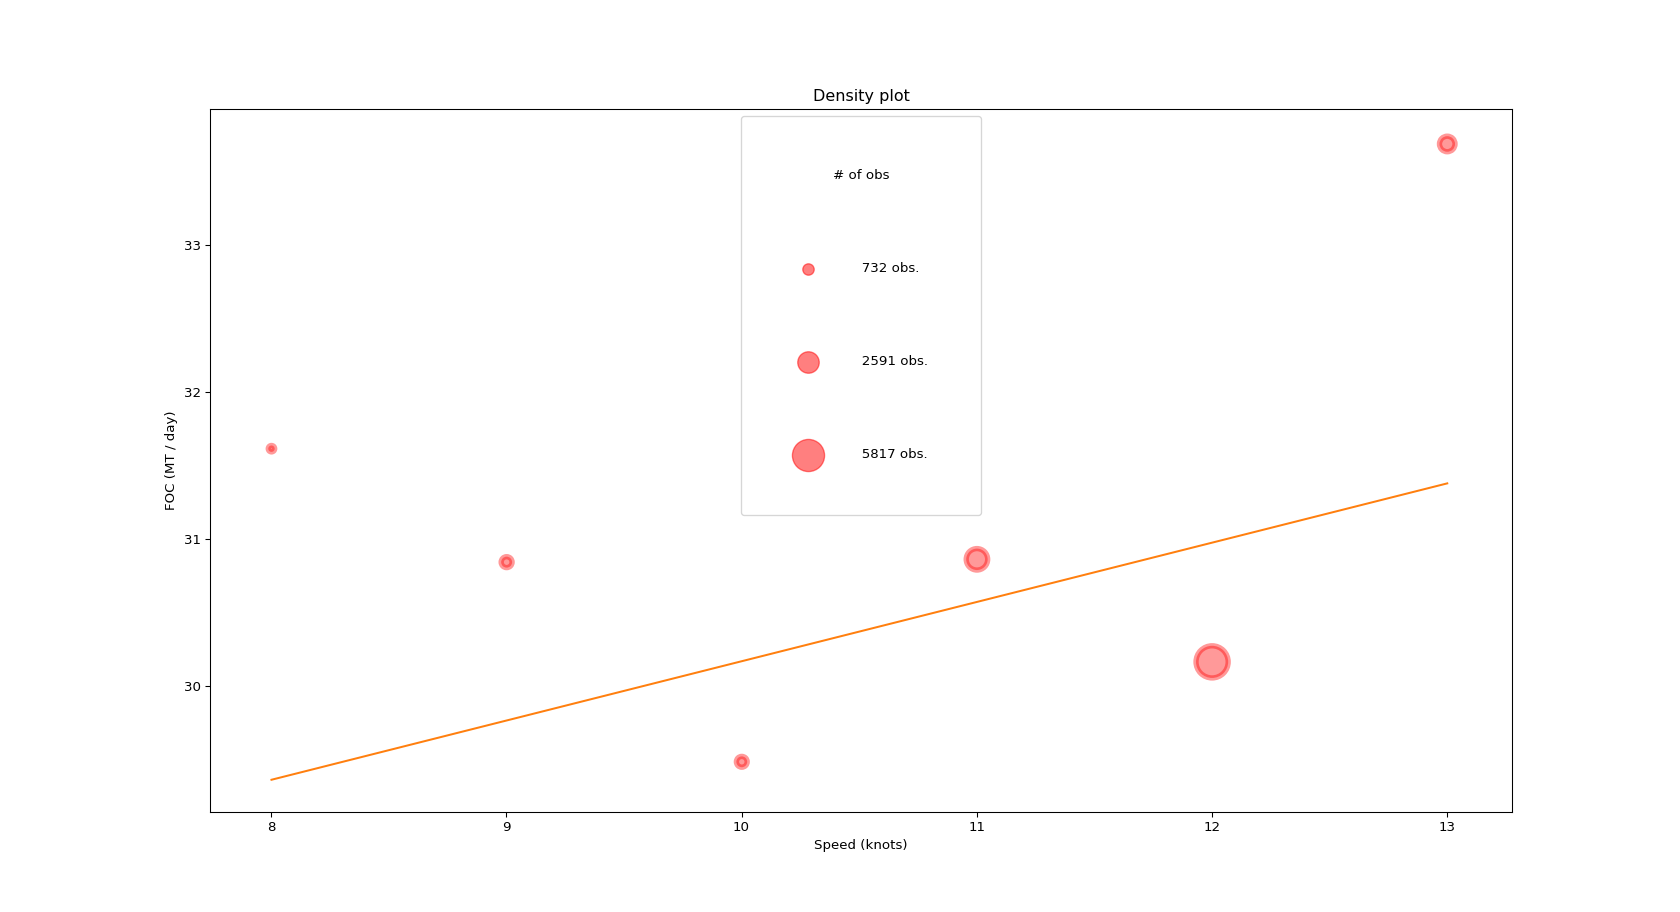 Density plot
# of obs
732 obs.
2591 obs.
5817 obs.
33
32
31
30
FOC (MT / day)
8 9 10 11 12 13
Speed (knots)